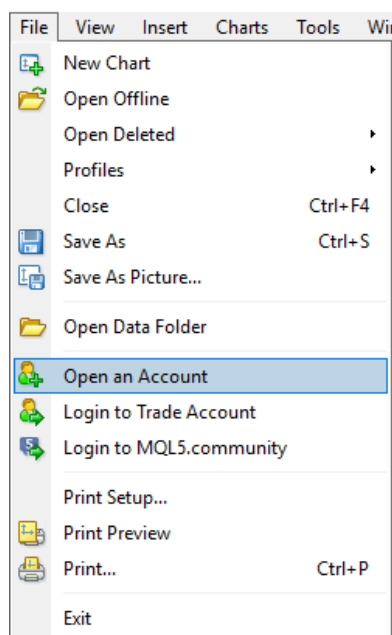 File View Insert Charts Tools
New Chart
Open Offline
Open Deleted
Profiles
Close Ctrl+F4
Save As Ctrl+S
Save As Picture...
Open Data Folder
Open an Account
Login to Trade Account
Login to MQL5.community
Print Setup...
Print Preview
Print... Ctrl+P
Exit